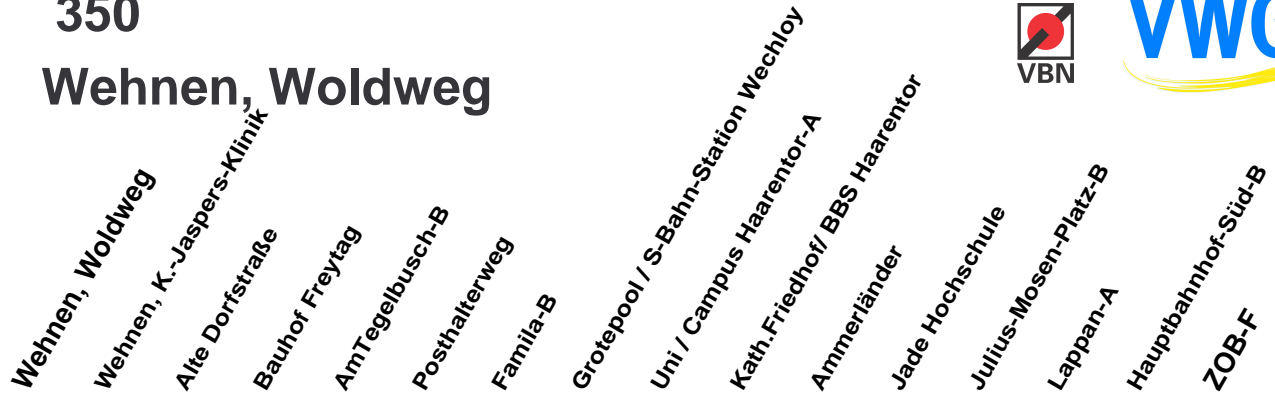 350
VBN
VWG
Wehnen, Woldweg
Wehnen, Woldweg
Wehnen, K.-Jaspers-Klinik
Alte Dorfstraße
Bauhof Freytag
AmTegelbusch-B
Posthalterweg
Famila-B
Grotepool / S-Bahn-Station Wechloy
Uni / Campus Haarentor-A
Kath.Friedhof/ BBS Haarentor
Ammerländer
Jade Hochschule
Julius-Mosen-Platz-B
Lappan-A
Hauptbahnhof-Süd-B
ZOB-F